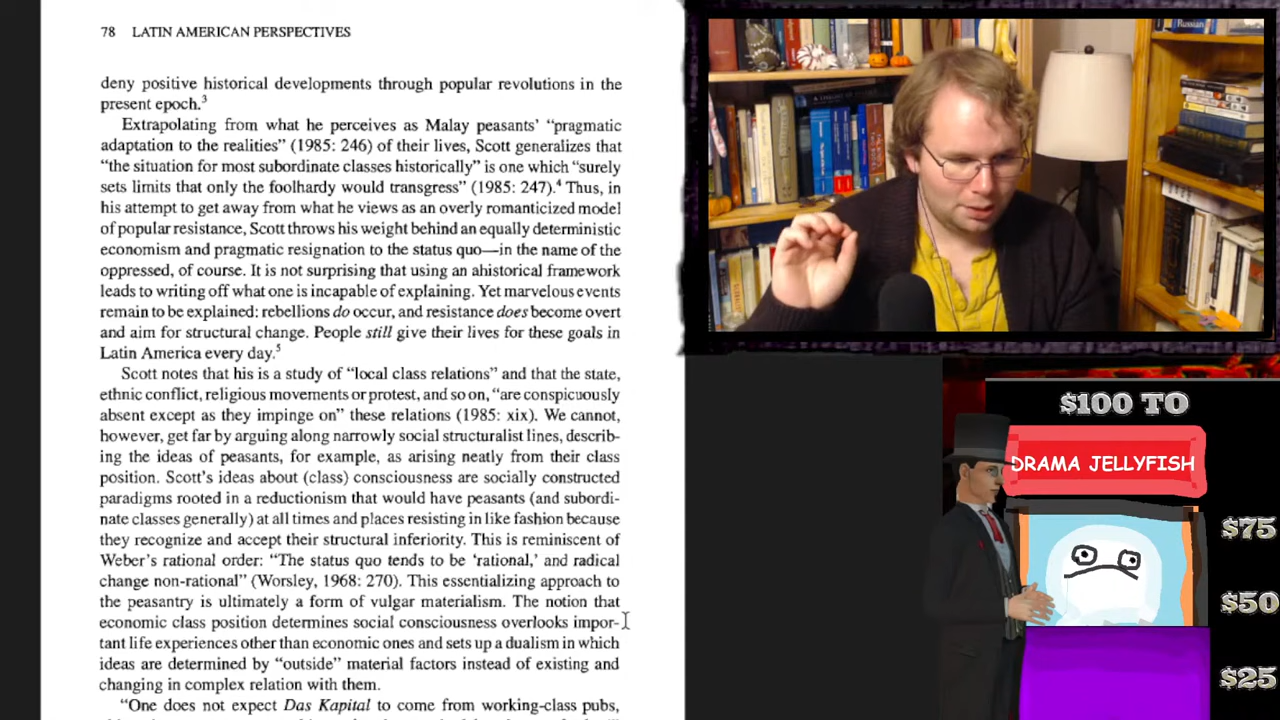 78 LATIN AMERICAN PERSPECTIVES
deny positive historical developments through popular revolutions in the
present epoch.³
Extrapolating from what he perceives as Malay peasants' “pragmatic
adaptation to the realities” (1985: 246) of their lives, Scott generalizes that
“the situation for most subordinate classes historically” is one which “surely
sets limits that only the foolhardy would transgress” (1985: 247).⁴ Thus, in
his attempt to get away from what he views as an overly romanticized model
of popular resistance, Scott throws his weight behind an equally deterministic
economism and pragmatic resignation to the status quo—in the name of the
oppressed, of course. It is not surprising that using an ahistorical framework
leads to writing off what one is incapable of explaining. Yet marvelous events
remain to be explained: rebellions do occur, and resistance does become overt
and aim for structural change. People still give their lives for these goals in
Latin America every day.⁵
Scott notes that his is a study of “local class relations” and that the state,
ethnic conflict, religious movements or protest, and so on, “are conspicuously
absent except as they impinge on” these relations (1985: xix). We cannot,
however, get far by arguing along narrowly social structuralist lines, describ-
ing the ideas of peasants, for example, as arising neatly from their class
position. Scott's ideas about (class) consciousness are socially constructed
paradigms rooted in a reductionism that would have peasants (and subordi-
nate classes generally) at all times and places resisting in like fashion because
they recognize and accept their structural inferiority. This is reminiscent of
Weber's rational order: “The status quo tends to be ‘rational,’ and radical
change non-rational” (Worsley, 1968: 270). This essentializing approach to
the peasantry is ultimately a form of vulgar materialism. The notion that
economic class position determines social consciousness overlooks impor-
tant life experiences other than economic ones and sets up a dualism in which
ideas are determined by “outside” material factors instead of existing and
changing in complex relation with them.
“One does not expect Das Kapital to come from working-class pubs,
Russian
$100 TO
DRAMA JELLYFISH
$75
$50
$25